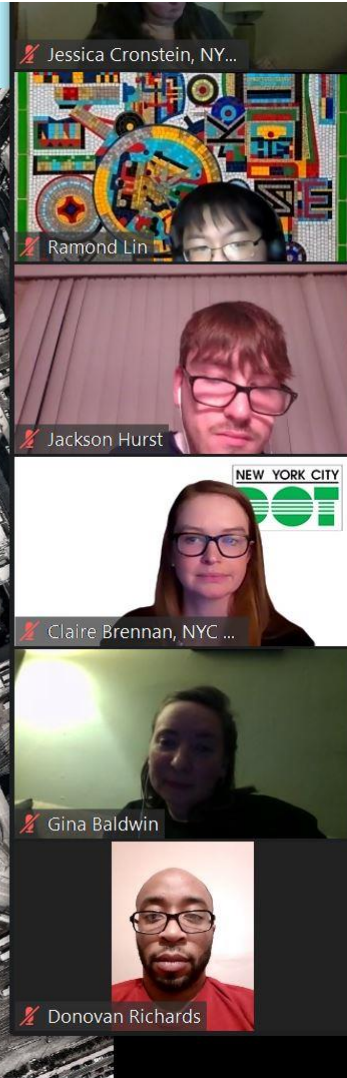 Jessica Cronstein, NY...
Ramond Lin
Jackson Hurst
NEW YORK CITY
DOT
Claire Brennan, NYC ...
Gina Baldwin
Donovan Richards